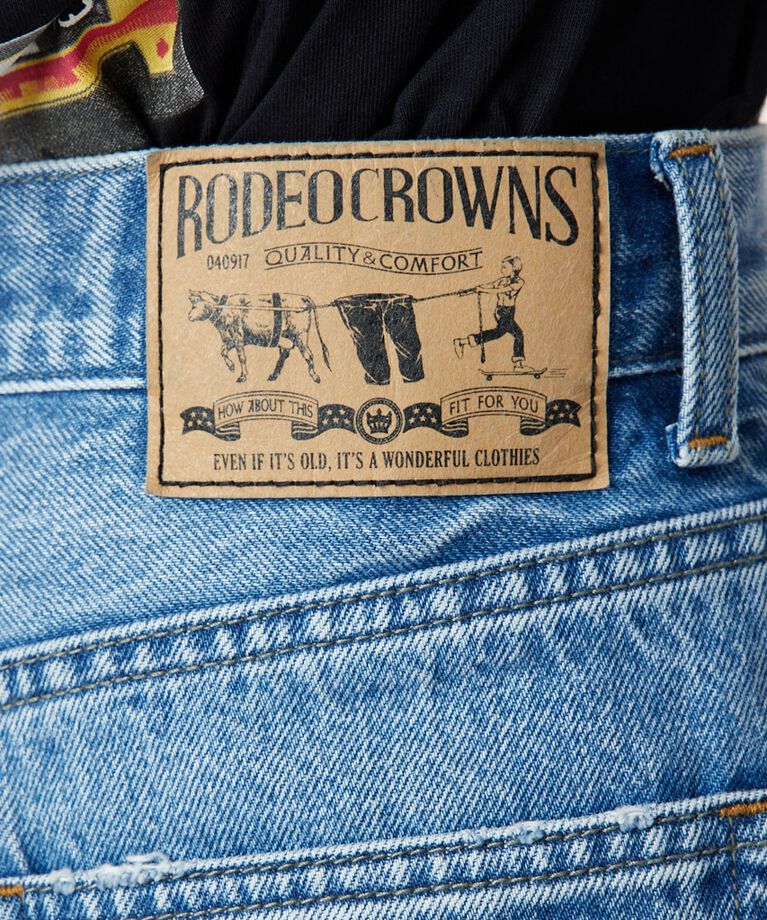 RODEOCROWNS
040917 QUALITY & COMFORT
HOW ABOUT THIS FIT FOR YOU
EVEN IF IT'S OLD, IT'S A WONDERFUL CLOTHIES